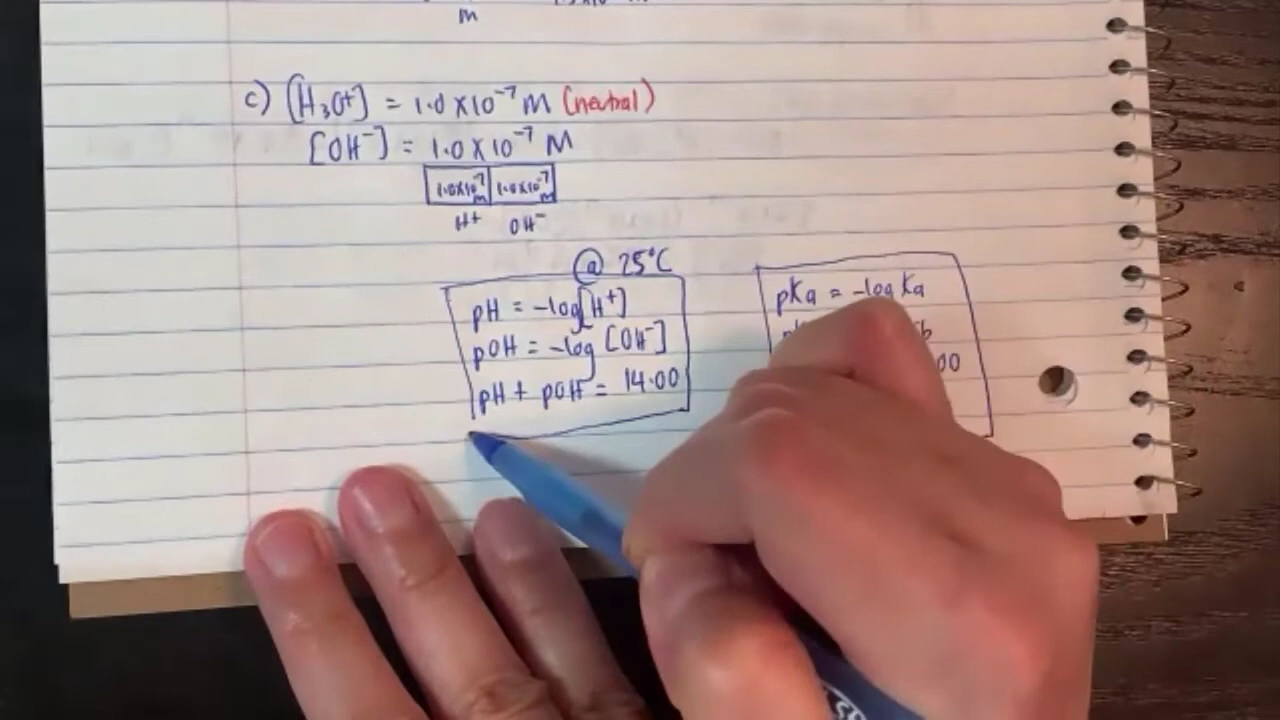 m
c) [H₃O⁺] = 1.0 x 10⁻⁷ M (neutral)
[OH⁻] = 1.0 x 10⁻⁷ M
1.0x10⁻⁷ M 1.0x10⁻⁷ M
H⁺ OH⁻
@ 25°C
pH = -log[H⁺]
pOH = -log [OH⁻]
pH + pOH = 14.00
pKa = -log Ka